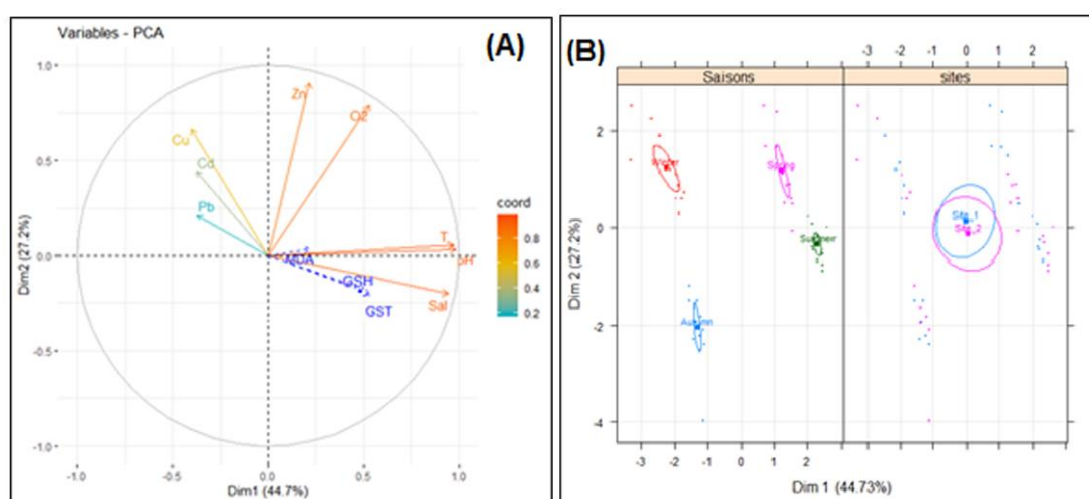 Variables - PCA
(A)
1.0
0.5
0.0
-0.5
-1.0
-1.0
-0.5
0.0
0.5
1.0
Dim2 (27.2%)
Dim1 (44.7%)
Zn
O2
Cu
Cd
Pb
T
pH
MDA
GSH
Sal
GST
coord
0.8
0.6
0.4
0.2
(B)
-3 -2 -1 0 1 2
Saisons
sites
2
0
-2
-4
Dim 2 (27.2%)
Winter
Spring
Summer
Autumn
-3 -2 -1 0 1 2
Dim 1 (44.73%)